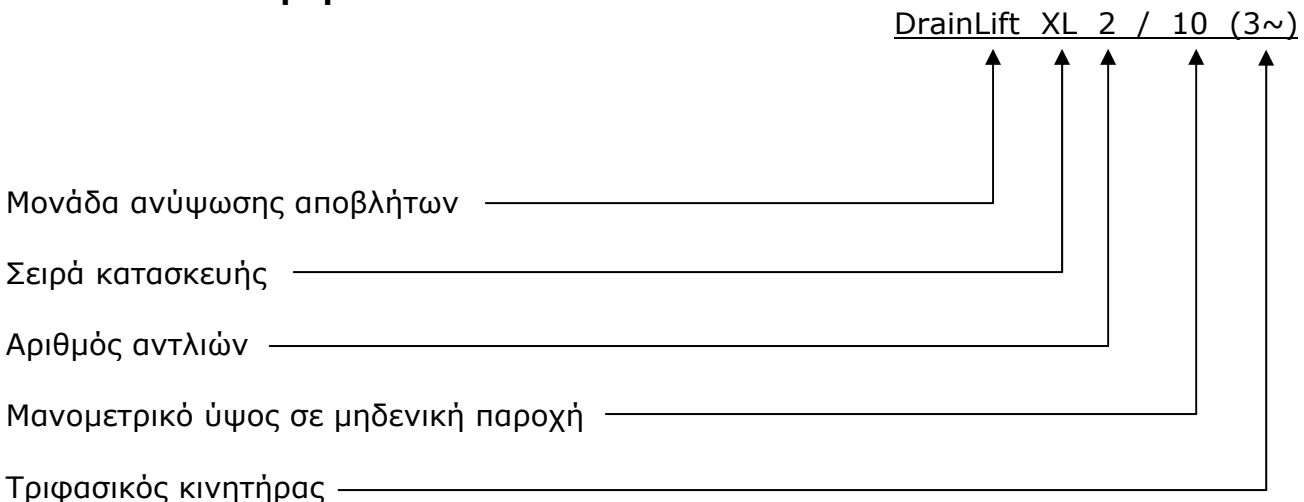 DrainLift XL 2 / 10 (3~)
Μονάδα ανύψωσης αποβλήτων
Σειρά κατασκευής
Αριθμός αντλιών
Μανομετρικό ύψος σε μηδενική παροχή
Τριφασικός κινητήρας